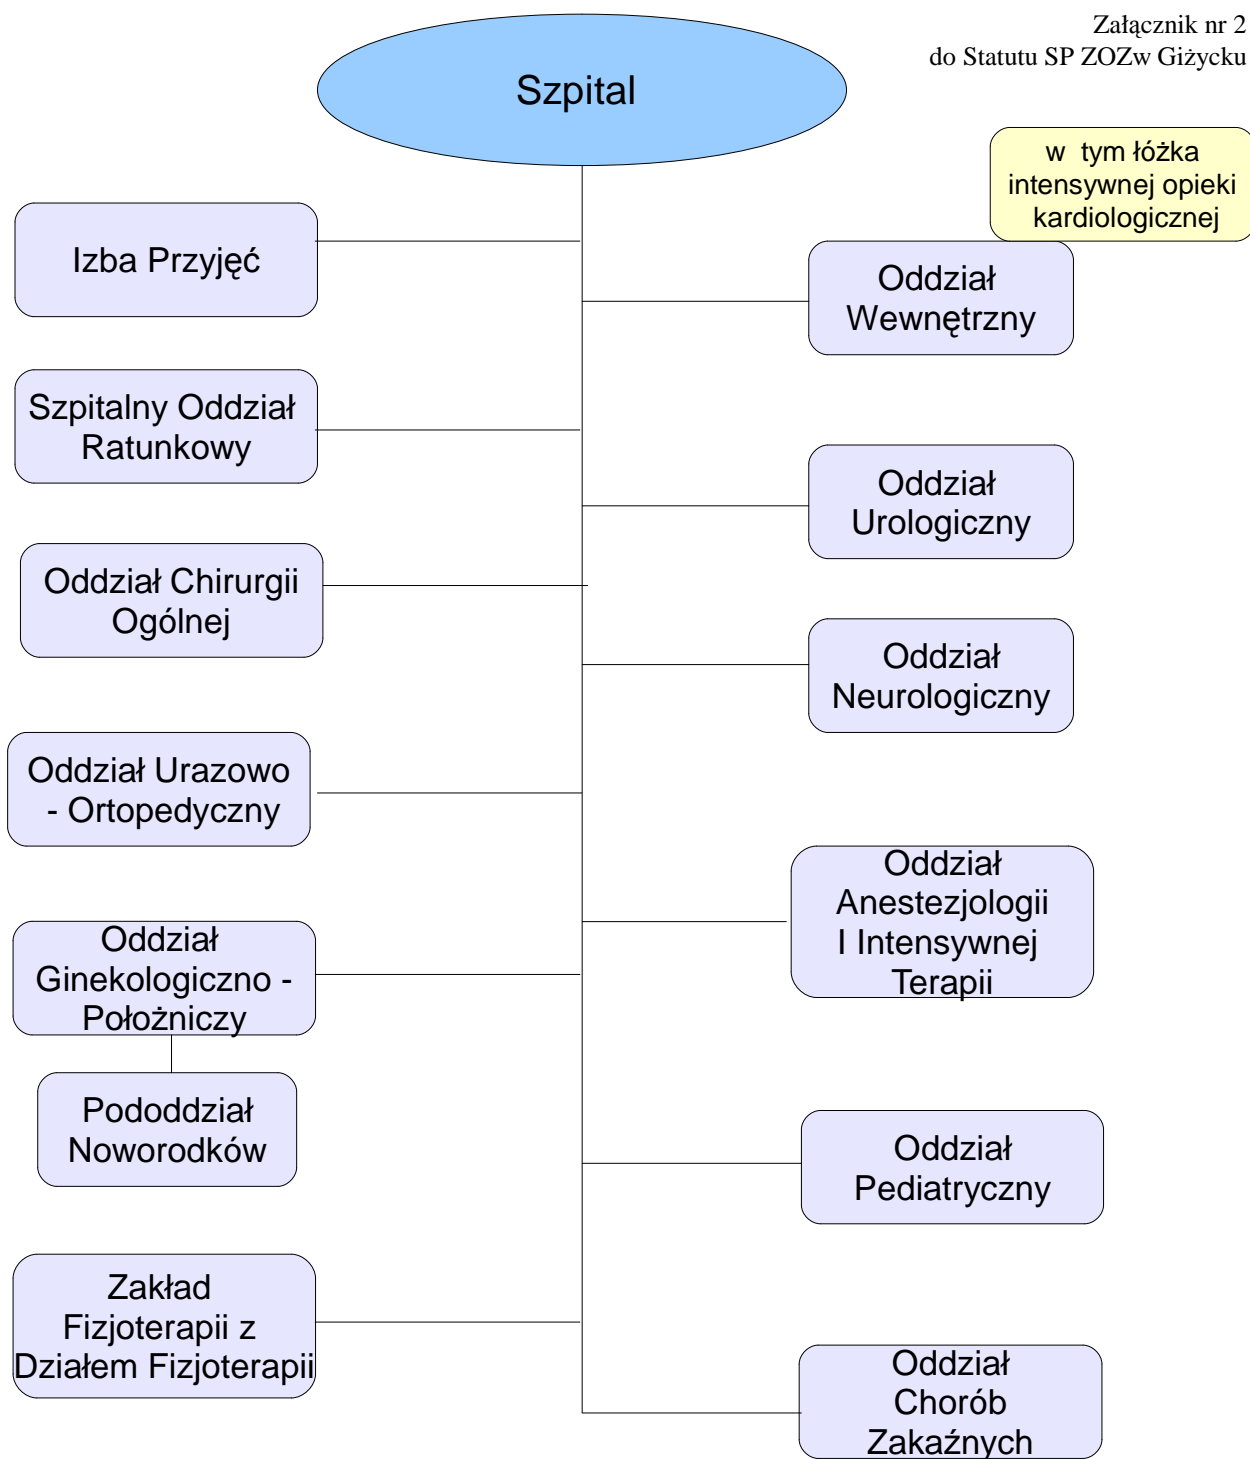 Załącznik nr 2
do Statutu SP ZOZw Giżycku
Szpital
w tym łóżka
intensywnej opieki
kardiologicznej
Izba Przyjęć
Oddział
Wewnętrzny
Szpitalny Oddział
Ratunkowy
Oddział
Urologiczny
Oddział Chirurgii
Ogólnej
Oddział
Neurologiczny
Oddział Urazowo
- Ortopedyczny
Oddział
Anestezjologii
I Intensywnej
Terapii
Oddział
Ginekologiczno -
Położniczy
Pododdział
Noworodków
Oddział
Pediatryczny
Zakład
Fizjoterapii z
Działem Fizjoterapii
Oddział
Chorób
Zakaźnych